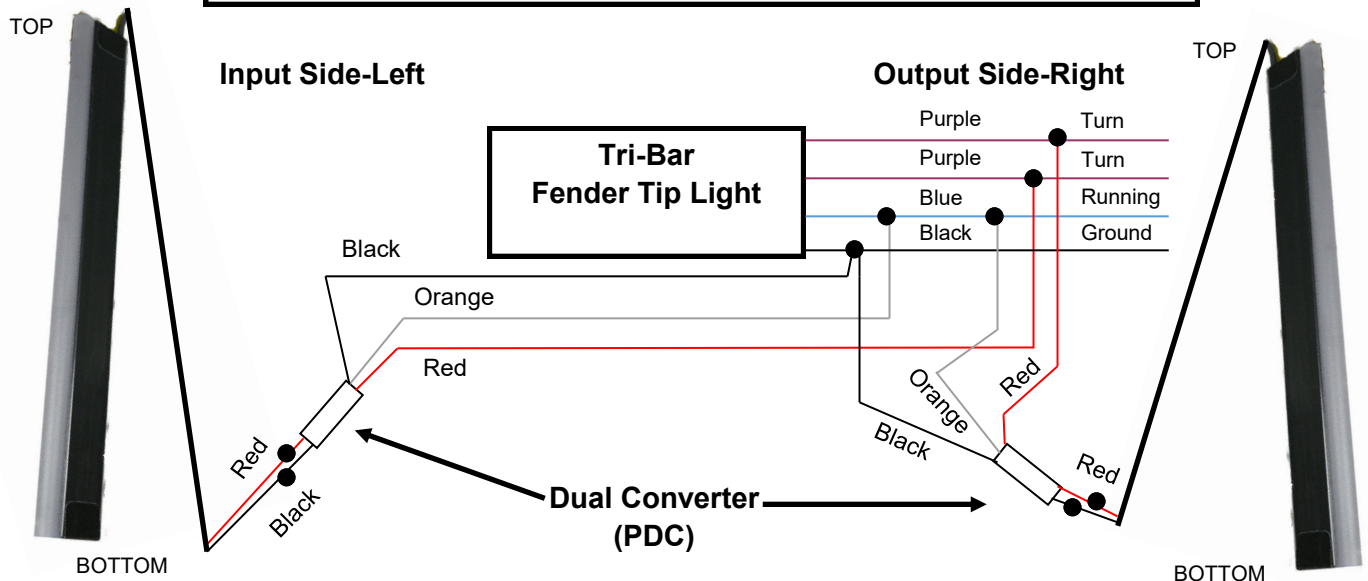 TOP
TOP
Input Side-Left
Output Side-Right
Purple
Turn
Tri-Bar
Fender Tip Light
Purple
Turn
Blue
Running
Black
Ground
Black
Orange
Red
Orange
Red
Black
Red
Black
Red
Dual Converter
(PDC)
BOTTOM
BOTTOM